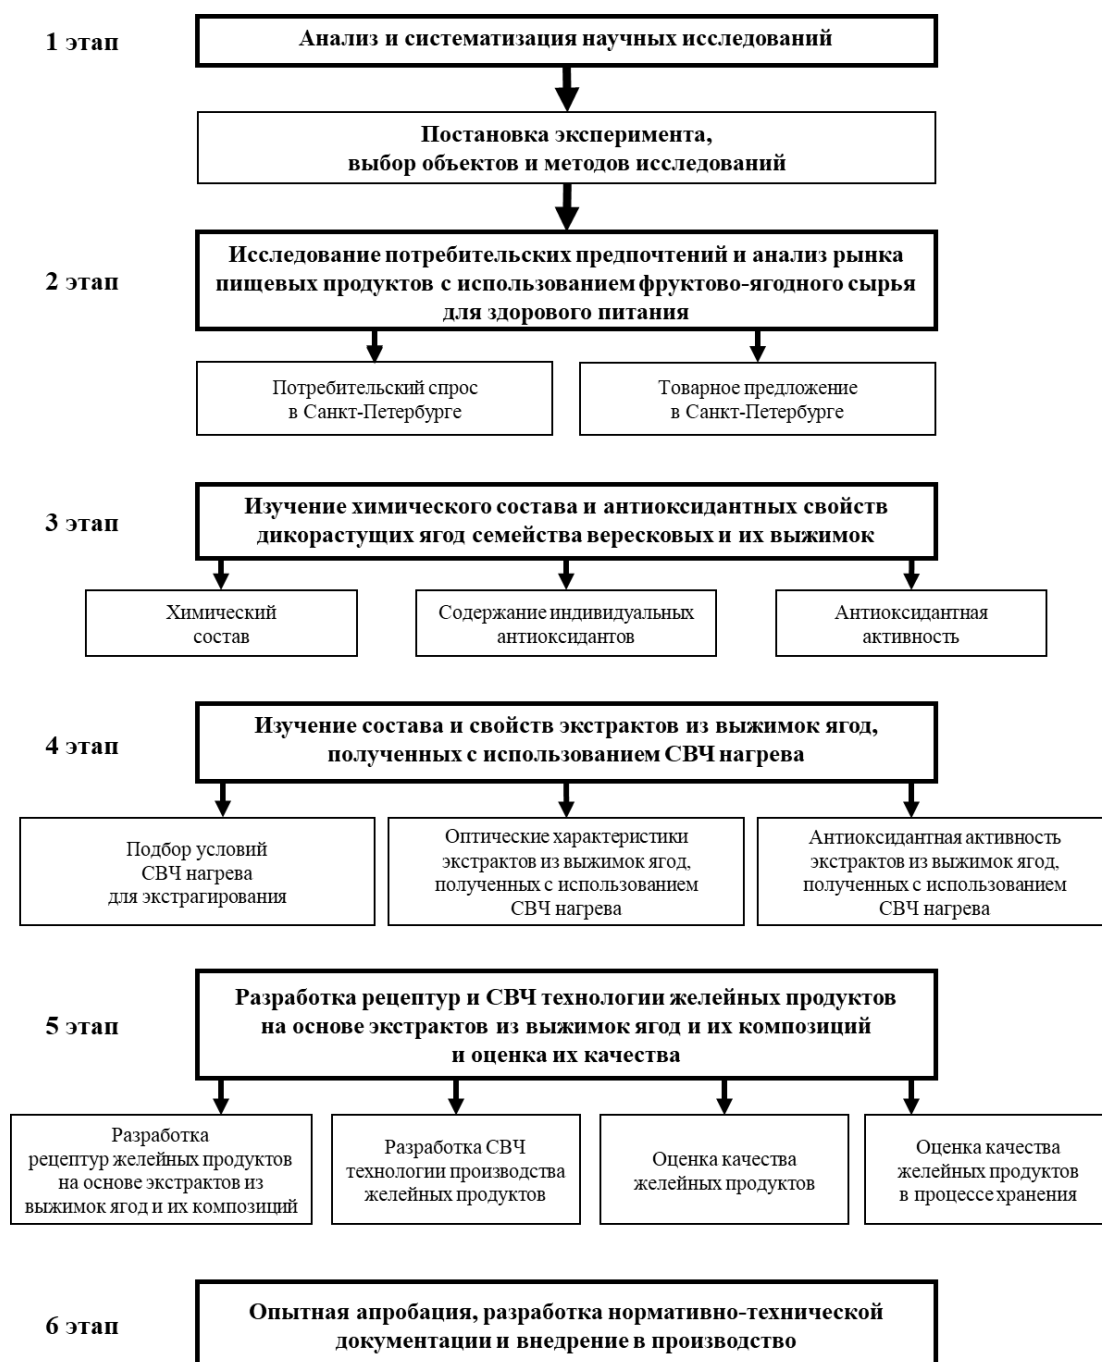 1 этап
Анализ и систематизация научных исследований
Постановка эксперимента,
выбор объектов и методов исследований
2 этап
Исследование потребительских предпочтений и анализ рынка
пищевых продуктов с использованием фруктово-ягодного сырья
для здорового питания
Потребительский спрос
в Санкт-Петербурге
Товарное предложение
в Санкт-Петербурге
3 этап
Изучение химического состава и антиоксидантных свойств
дикорастущих ягод семейства вересковых и их выжимок
Химический
состав
Содержание индивидуальных
антиоксидантов
Антиоксидантная
активность
4 этап
Изучение состава и свойств экстрактов из выжимок ягод,
полученных с использованием СВЧ нагрева
Подбор условий
СВЧ нагрева
для экстрагирования
Оптические характеристики
экстрактов из выжимок ягод,
полученных с использованием
СВЧ нагрева
Антиоксидантная активность
экстрактов из выжимок ягод,
полученных с использованием
СВЧ нагрева
5 этап
Разработка рецептур и СВЧ технологии желейных продуктов
на основе экстрактов из выжимок ягод и их композиций
и оценка их качества
Разработка
рецептур желейных продуктов
на основе экстрактов из
выжимок ягод и их композиций
Разработка СВЧ
технологии производства
желейных продуктов
Оценка качества
желейных продуктов
Оценка качества
желейных продуктов
в процессе хранения
6 этап
Опытная апробация, разработка нормативно-технической
документации и внедрение в производство